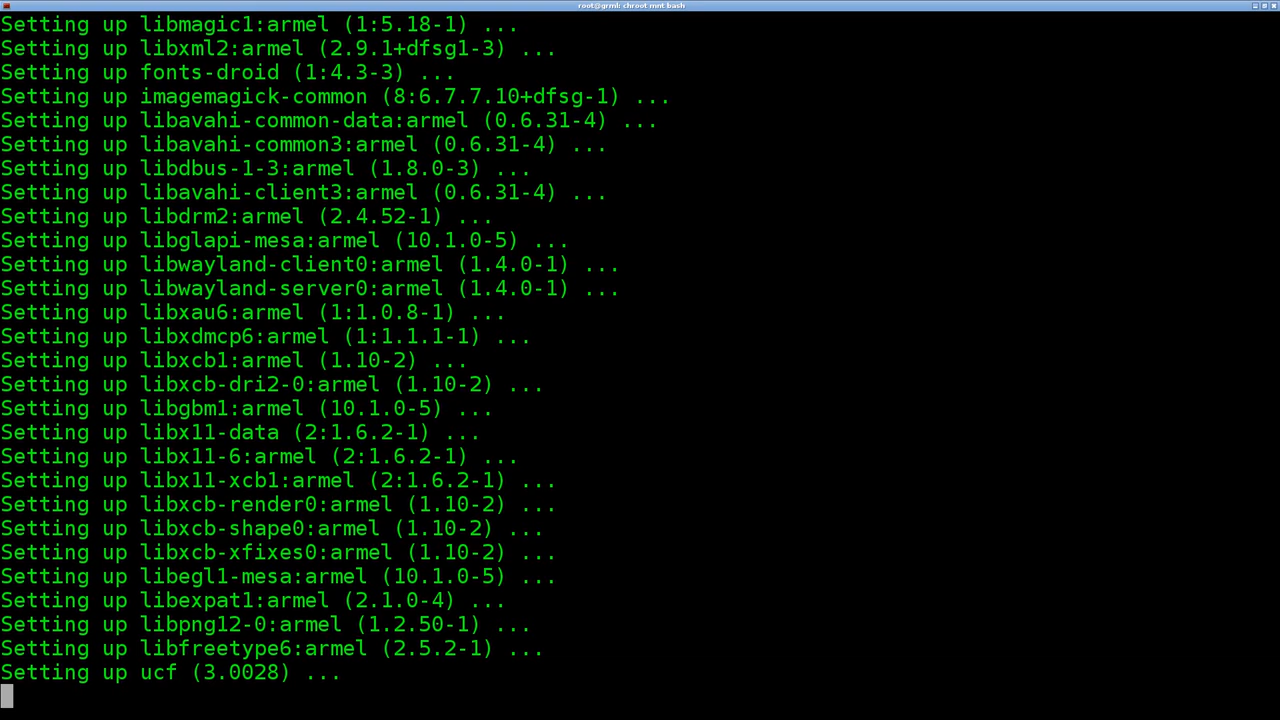 root@grml: chroot mnt bash
Setting up libmagic1:armel (1:5.18-1) ...
Setting up libxml2:armel (2.9.1+dfsg1-3) ...
Setting up fonts-droid (1:4.3-3) ...
Setting up imagemagick-common (8:6.7.7.10+dfsg-1) ...
Setting up libavahi-common-data:armel (0.6.31-4) ...
Setting up libavahi-common3:armel (0.6.31-4) ...
Setting up libdbus-1-3:armel (1.8.0-3) ...
Setting up libavahi-client3:armel (0.6.31-4) ...
Setting up libdrm2:armel (2.4.52-1) ...
Setting up libglapi-mesa:armel (10.1.0-5) ...
Setting up libwayland-client0:armel (1.4.0-1) ...
Setting up libwayland-server0:armel (1.4.0-1) ...
Setting up libxau6:armel (1:1.0.8-1) ...
Setting up libxdmcp6:armel (1:1.1.1-1) ...
Setting up libxcb1:armel (1.10-2) ...
Setting up libxcb-dri2-0:armel (1.10-2) ...
Setting up libgbm1:armel (10.1.0-5) ...
Setting up libx11-data (2:1.6.2-1) ...
Setting up libx11-6:armel (2:1.6.2-1) ...
Setting up libx11-xcb1:armel (2:1.6.2-1) ...
Setting up libxcb-render0:armel (1.10-2) ...
Setting up libxcb-shape0:armel (1.10-2) ...
Setting up libxcb-xfixes0:armel (1.10-2) ...
Setting up libegl1-mesa:armel (10.1.0-5) ...
Setting up libexpat1:armel (2.1.0-4) ...
Setting up libpng12-0:armel (1.2.50-1) ...
Setting up libfreetype6:armel (2.5.2-1) ...
Setting up ucf (3.0028) ...